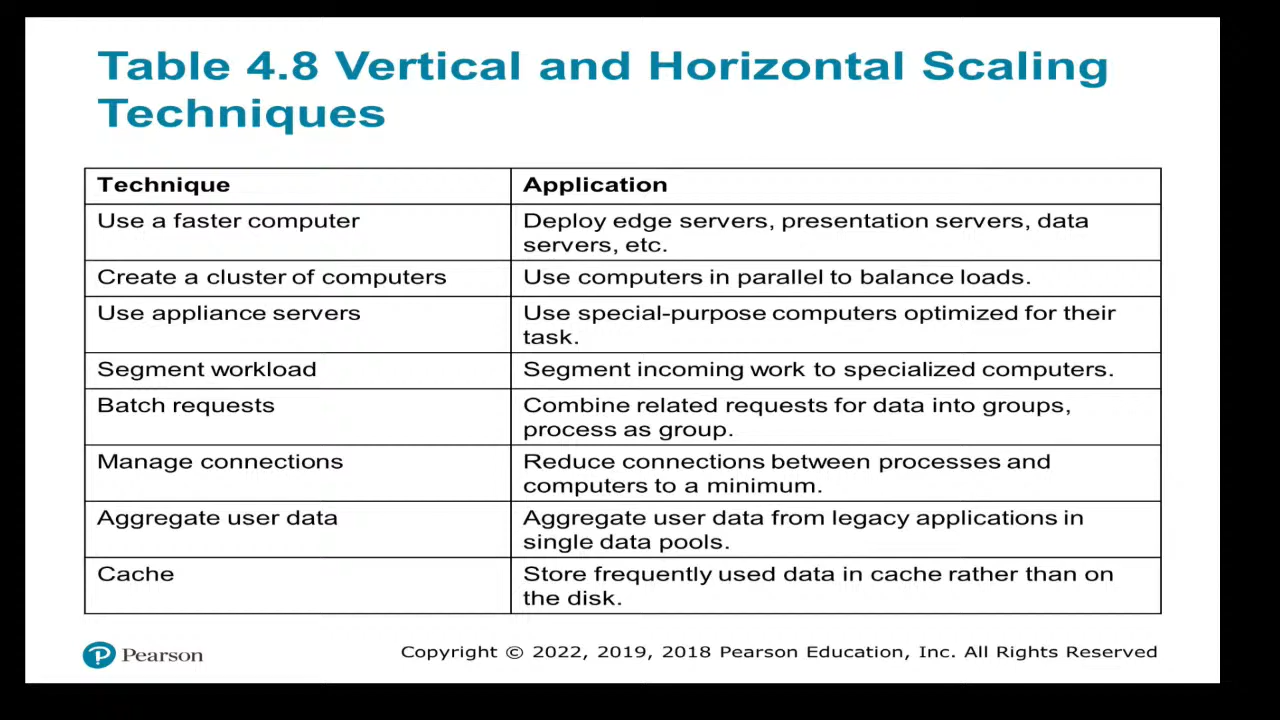 Table 4.8 Vertical and Horizontal Scaling
Techniques
Technique
Application
Use a faster computer
Deploy edge servers, presentation servers, data
servers, etc.
Create a cluster of computers
Use computers in parallel to balance loads.
Use appliance servers
Use special-purpose computers optimized for their
task.
Segment workload
Segment incoming work to specialized computers.
Batch requests
Combine related requests for data into groups,
process as group.
Manage connections
Reduce connections between processes and
computers to a minimum.
Aggregate user data
Aggregate user data from legacy applications in
single data pools.
Cache
Store frequently used data in cache rather than on
the disk.
Pearson
Copyright © 2022, 2019, 2018 Pearson Education, Inc. All Rights Reserved